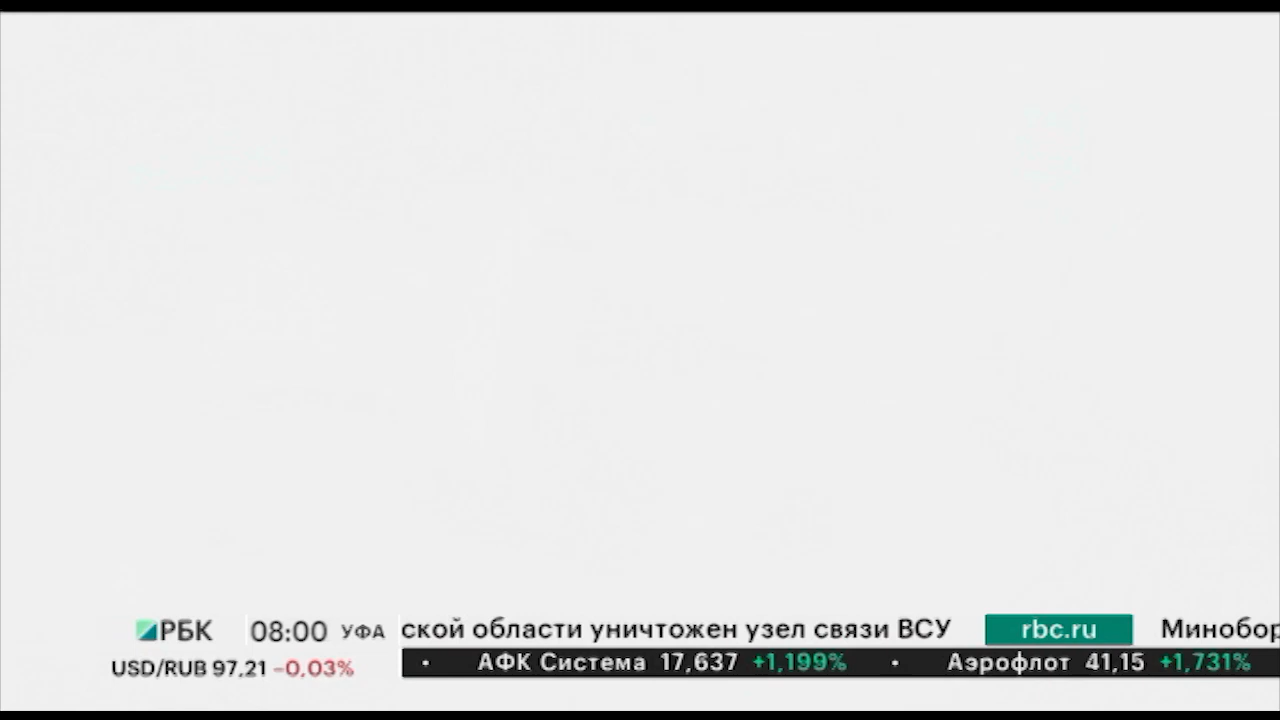 РБК 08:00 УФА ской области уничтожен узел связи ВСУ rbc.ru Минобор
USD/RUB 97,21 −0,03% • АФК Система 17,637 +1,199% • Аэрофлот 41,15 +1,731%